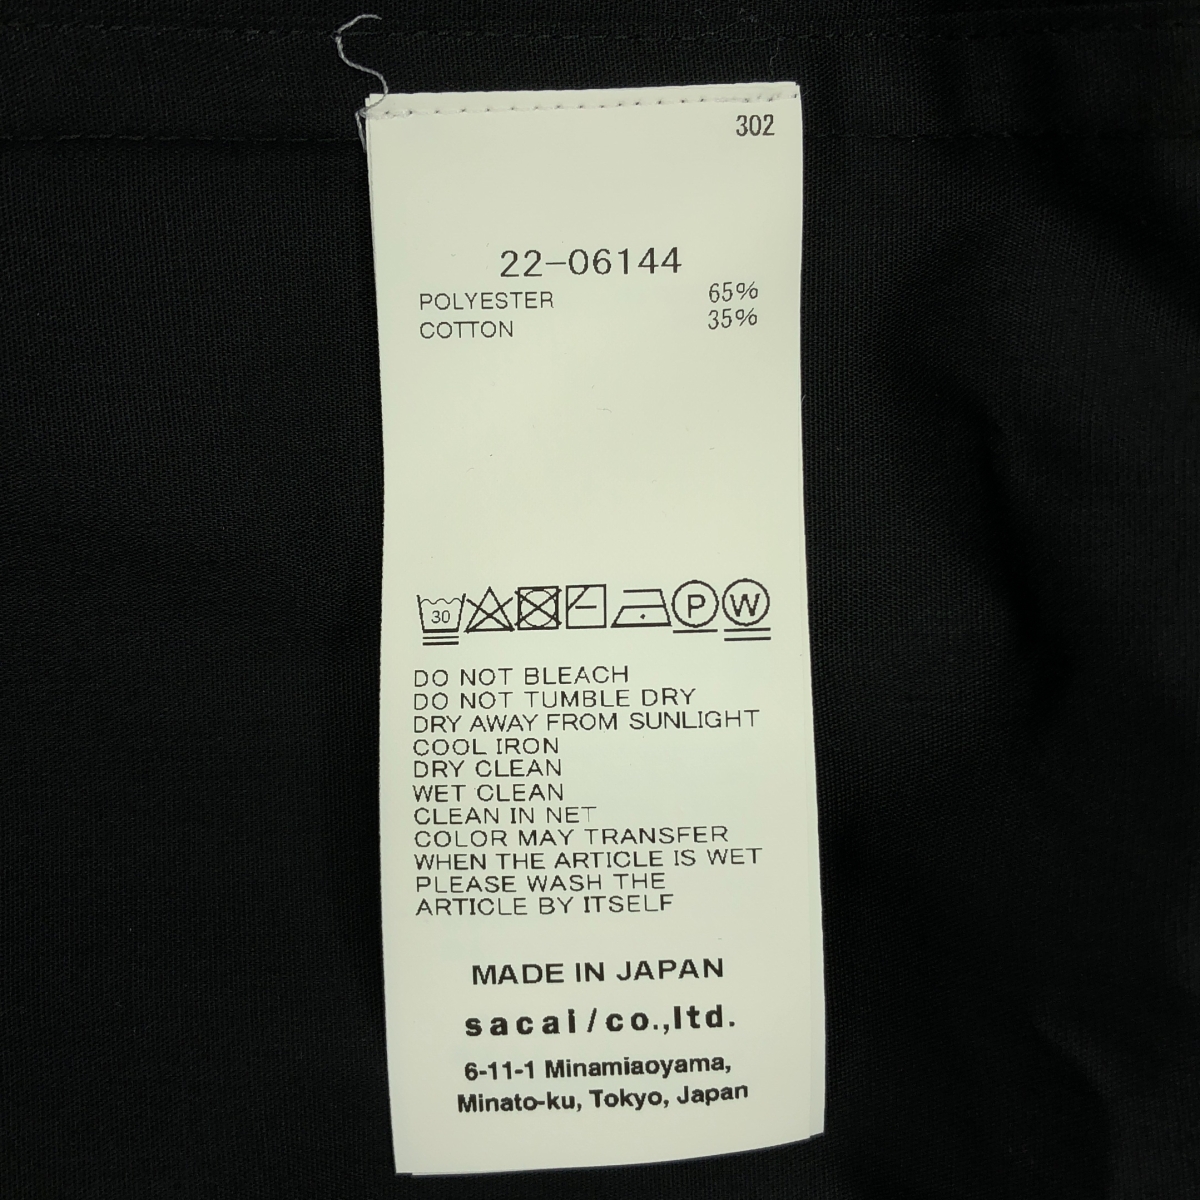 302
22-06144
POLYESTER 65%
COTTON 35%
30 P W
DO NOT BLEACH
DO NOT TUMBLE DRY
DRY AWAY FROM SUNLIGHT
COOL IRON
DRY CLEAN
WET CLEAN
CLEAN IN NET
COLOR MAY TRANSFER
WHEN THE ARTICLE IS WET
PLEASE WASH THE
ARTICLE BY ITSELF
MADE IN JAPAN
sacai/co.,ltd.
6-11-1 Minamiaoyama,
Minato-ku, Tokyo, Japan